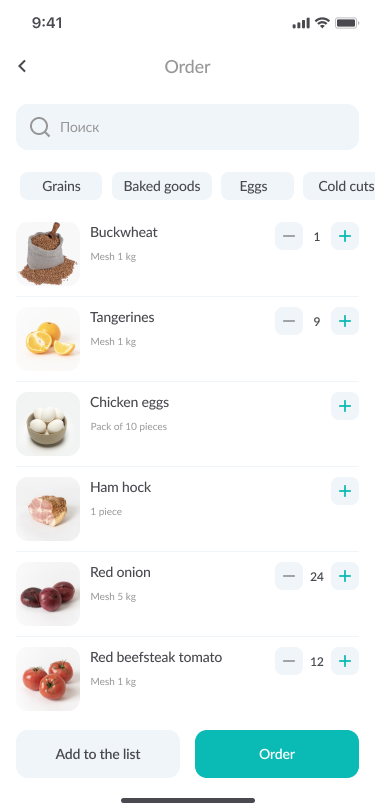 9:41
Order
Поиск
Grains
Baked goods
Eggs
Cold cuts
Buckwheat
1
Mesh 1 kg
Tangerines
9
Mesh 1 kg
Chicken eggs
Pack of 10 pieces
Ham hock
1 piece
Red onion
24
Mesh 5 kg
Red beefsteak tomato
12
Mesh 1 kg
Add to the list
Order